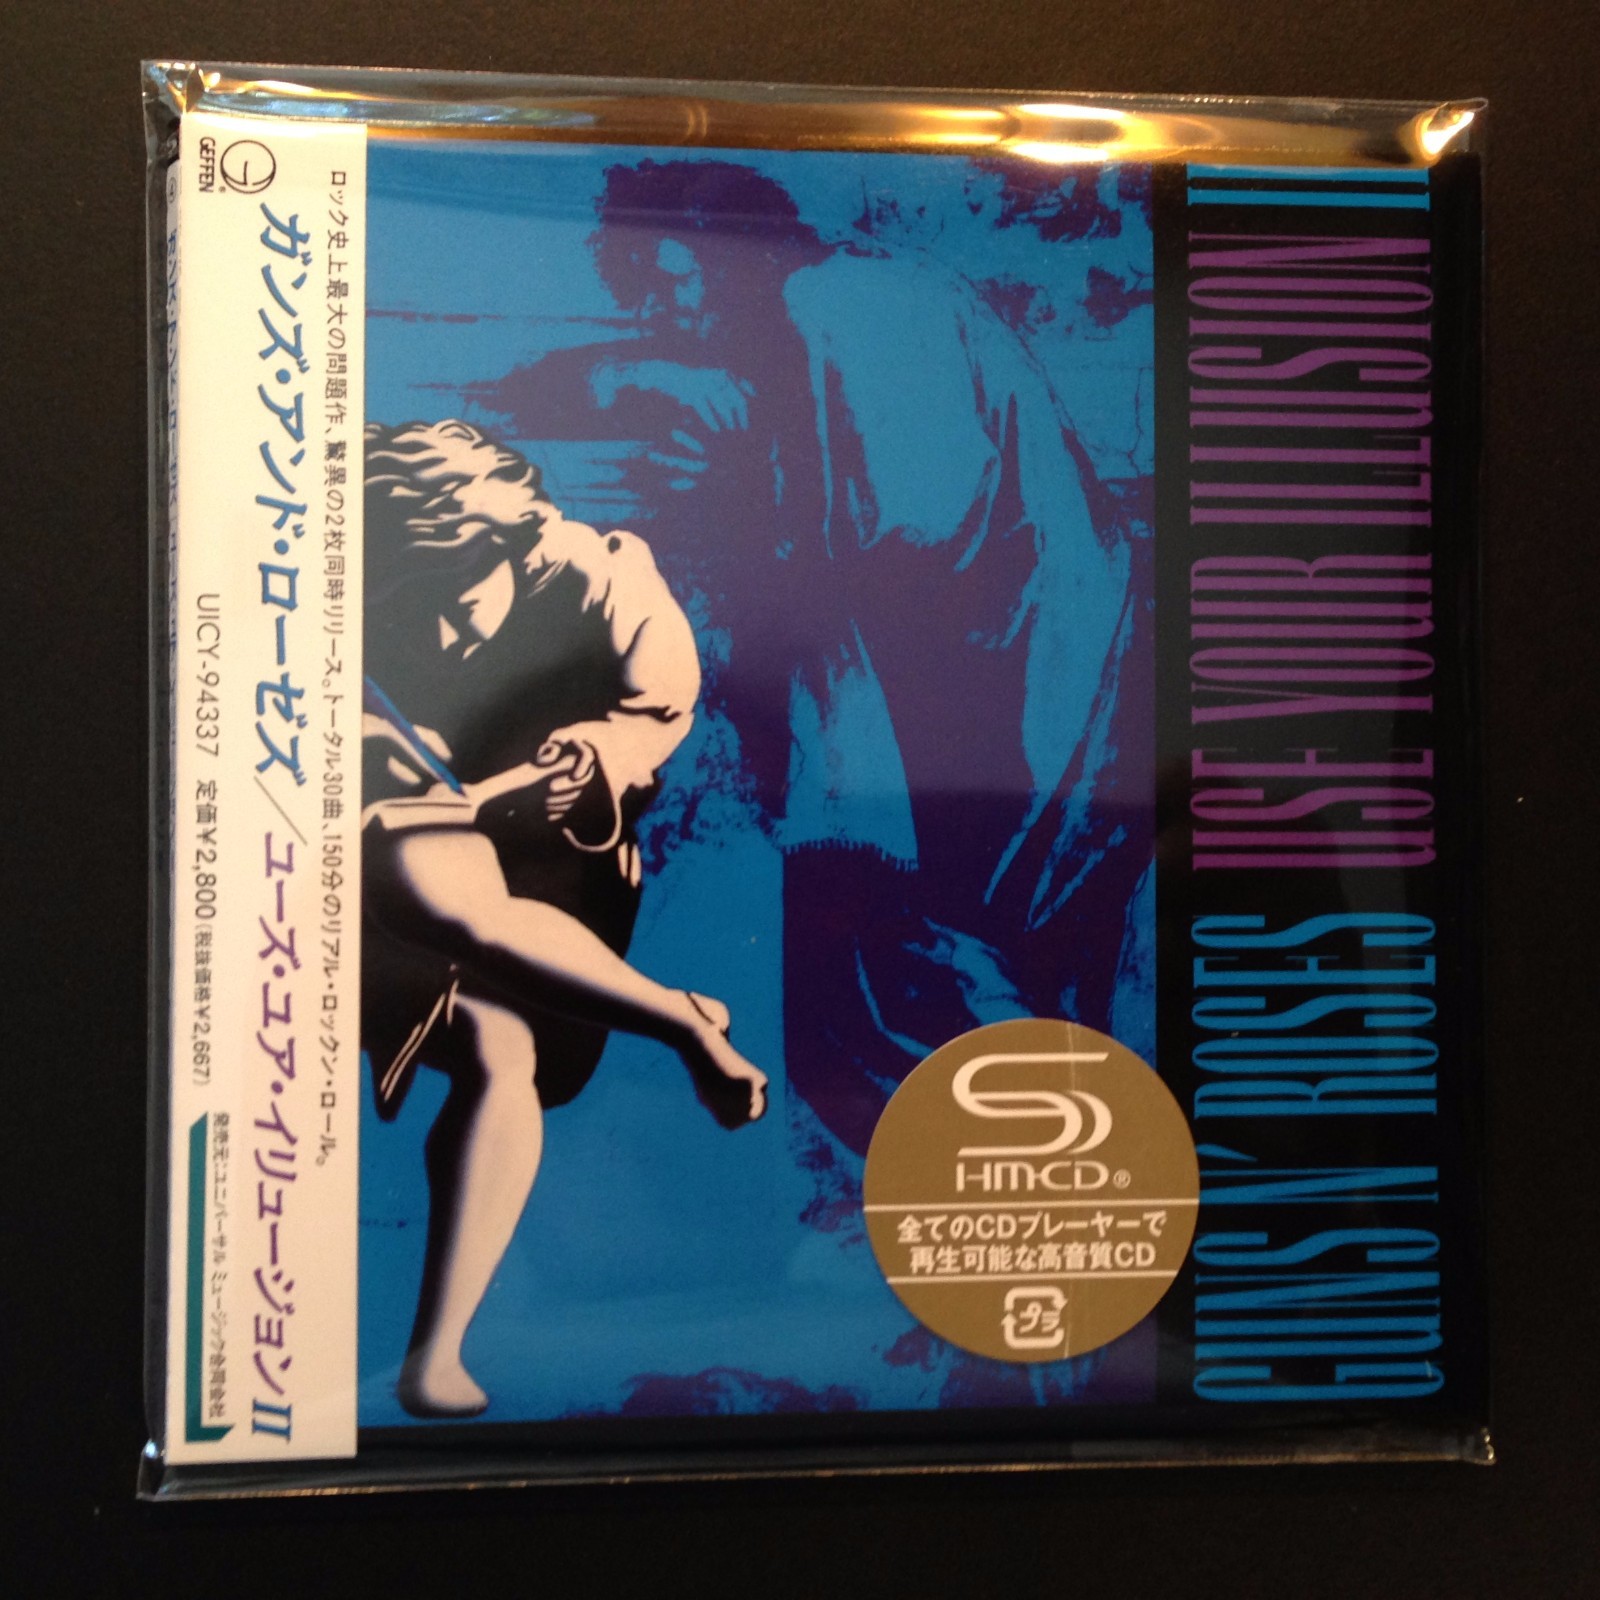 GEFFEN
ロック史上最大の問題作、驚異の2枚同時リリース。トータル30曲、150分のリアル・ロックン・ロール。
ガンズ・アンド・ローゼズ/ユーズ・ユア・イリュージョンII
UICY-94337 定価¥2,800(税抜価格¥2,667)
発売元:ユニバーサル ミュージック合同会社
GUNS N' ROSES USE YOUR ILLUSION II
SHM-CD®
全てのCDプレーヤーで
再生可能な高音質CD
プラ